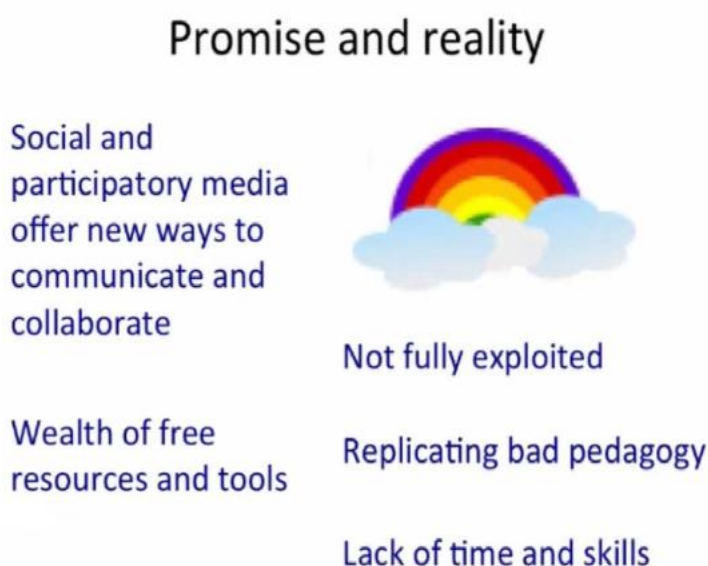 Promise and reality
Social and
participatory media
offer new ways to
communicate and
collaborate
Wealth of free
resources and tools
Not fully exploited
Replicating bad pedagogy
Lack of time and skills